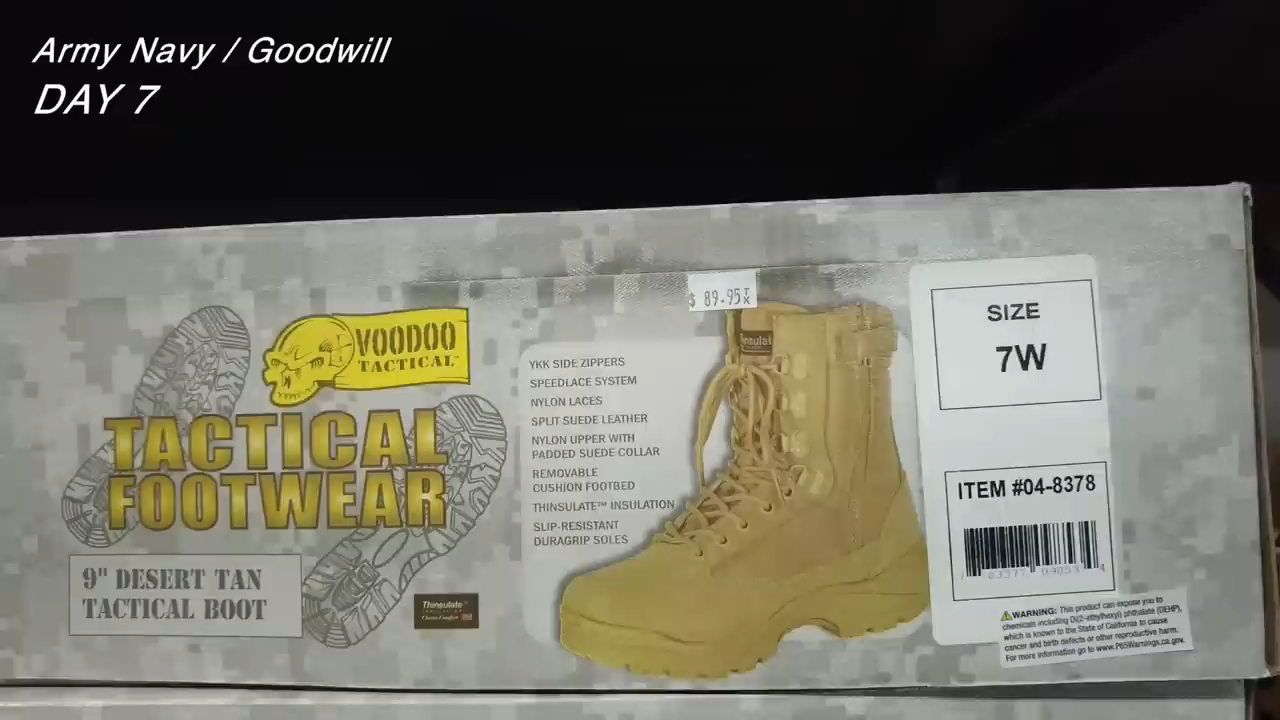 Army Navy / Goodwill
DAY 7
$ 89.95
VOODOO
TACTICAL™
TACTICAL
FOOTWEAR
9" DESERT TAN
TACTICAL BOOT
Thinsulate™
YKK SIDE ZIPPERS
SPEEDLACE SYSTEM
NYLON LACES
SPLIT SUEDE LEATHER
NYLON UPPER WITH
PADDED SUEDE COLLAR
REMOVABLE
CUSHION FOOTBED
THINSULATE™ INSULATION
SLIP-RESISTANT
DURAGRIP SOLES
SIZE
7W
ITEM #04-8378
WARNING: This product can expose you to
chemicals including Di(2-ethylhexyl) phthalate (DEHP),
which is known to the State of California to cause
cancer and birth defects or other reproductive harm.
For more information go to www.P65Warnings.ca.gov.